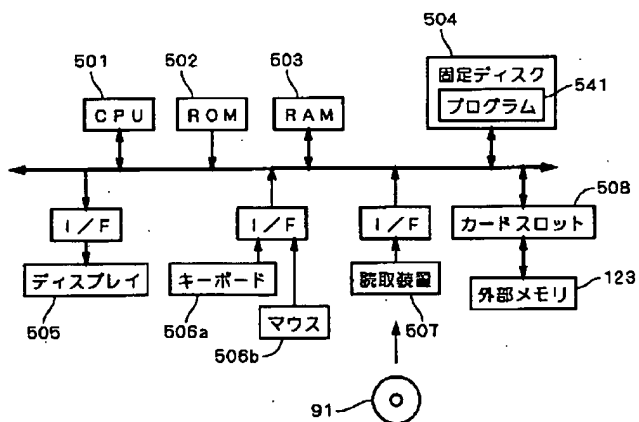 504
501
502
503
固定ディスク
541
プログラム
CPU
ROM
RAM
508
I/F
I/F
I/F
カードスロット
ディスプレイ
キーボード
読取装置
外部メモリ
123
505
506a
マウス
507
506b
91